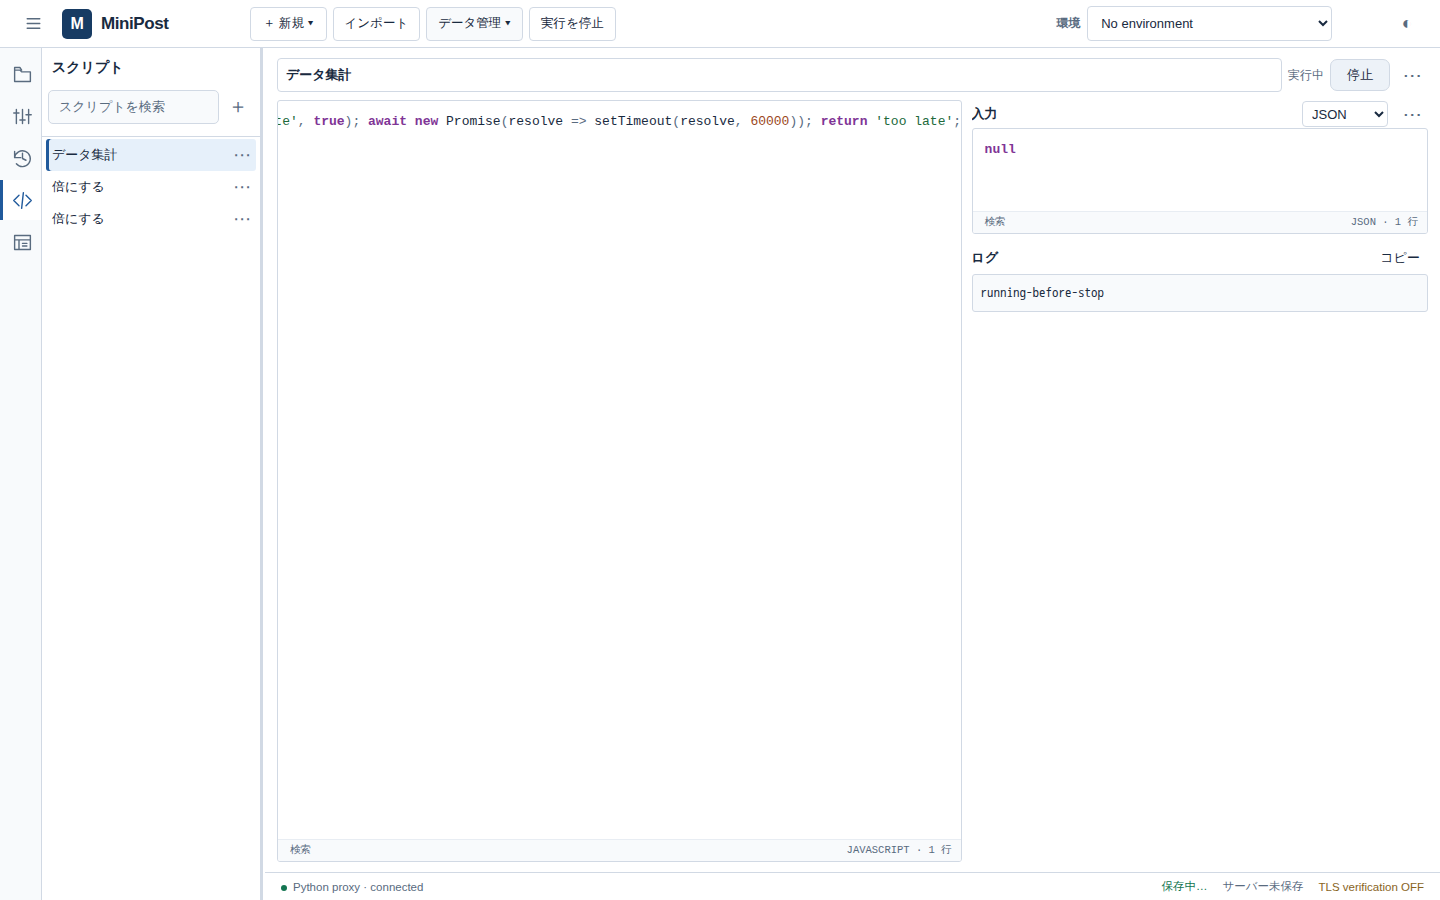 M MiniPost
+ 新規 ▾
インポート
データ管理 ▾
実行を停止
環境
No environment
スクリプト
スクリプトを検索
+
データ集計 ···
倍にする ···
倍にする ···
データ集計
実行中
停止
···
te', true); await new Promise(resolve => setTimeout(resolve, 60000)); return 'too late';
検索
JAVASCRIPT · 1 行
入力
JSON
···
null
検索
JSON · 1 行
ログ
コピー
running-before-stop
Python proxy · connected
保存中…
サーバー未保存
TLS verification OFF